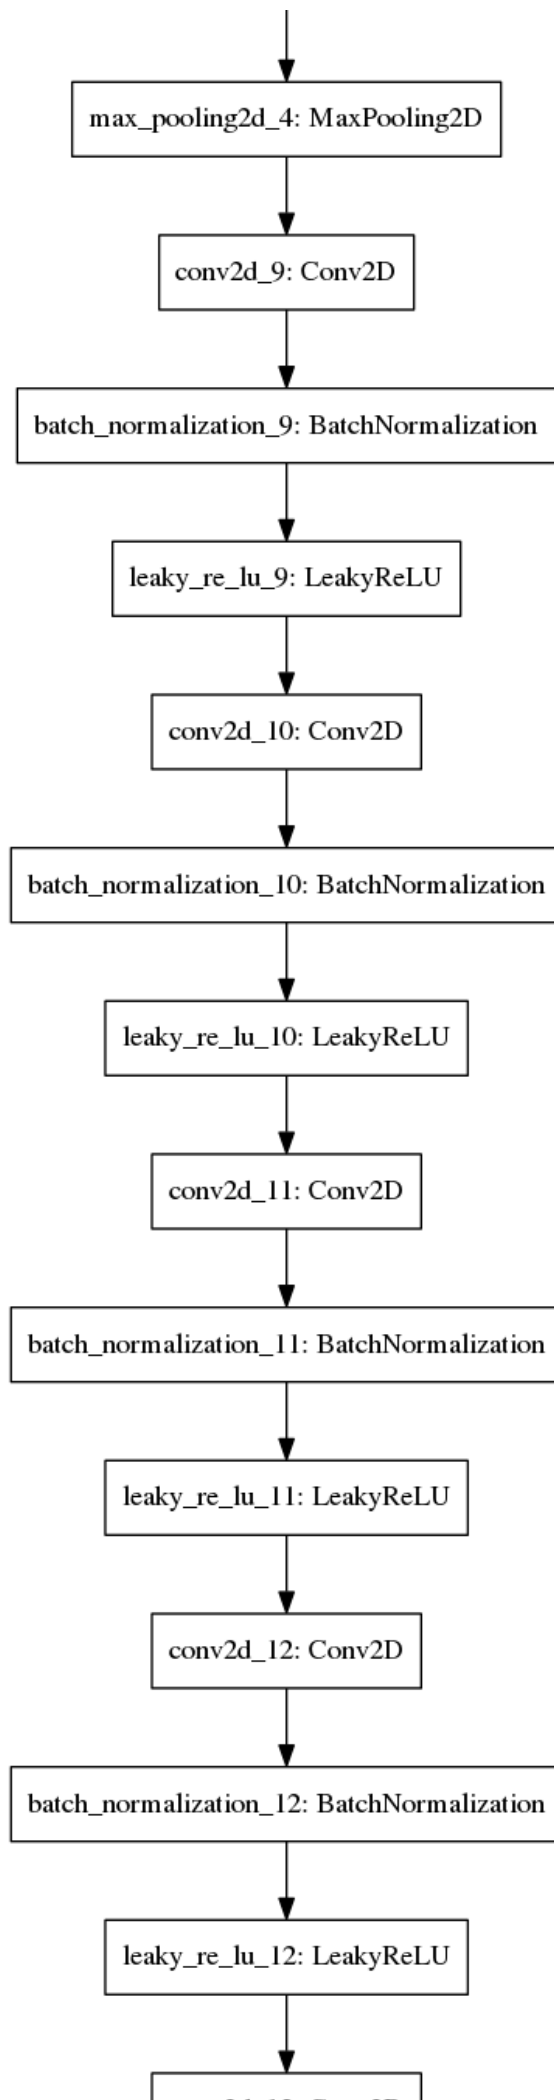 max_pooling2d_4: MaxPooling2D
conv2d_9: Conv2D
batch_normalization_9: BatchNormalization
leaky_re_lu_9: LeakyReLU
conv2d_10: Conv2D
batch_normalization_10: BatchNormalization
leaky_re_lu_10: LeakyReLU
conv2d_11: Conv2D
batch_normalization_11: BatchNormalization
leaky_re_lu_11: LeakyReLU
conv2d_12: Conv2D
batch_normalization_12: BatchNormalization
leaky_re_lu_12: LeakyReLU